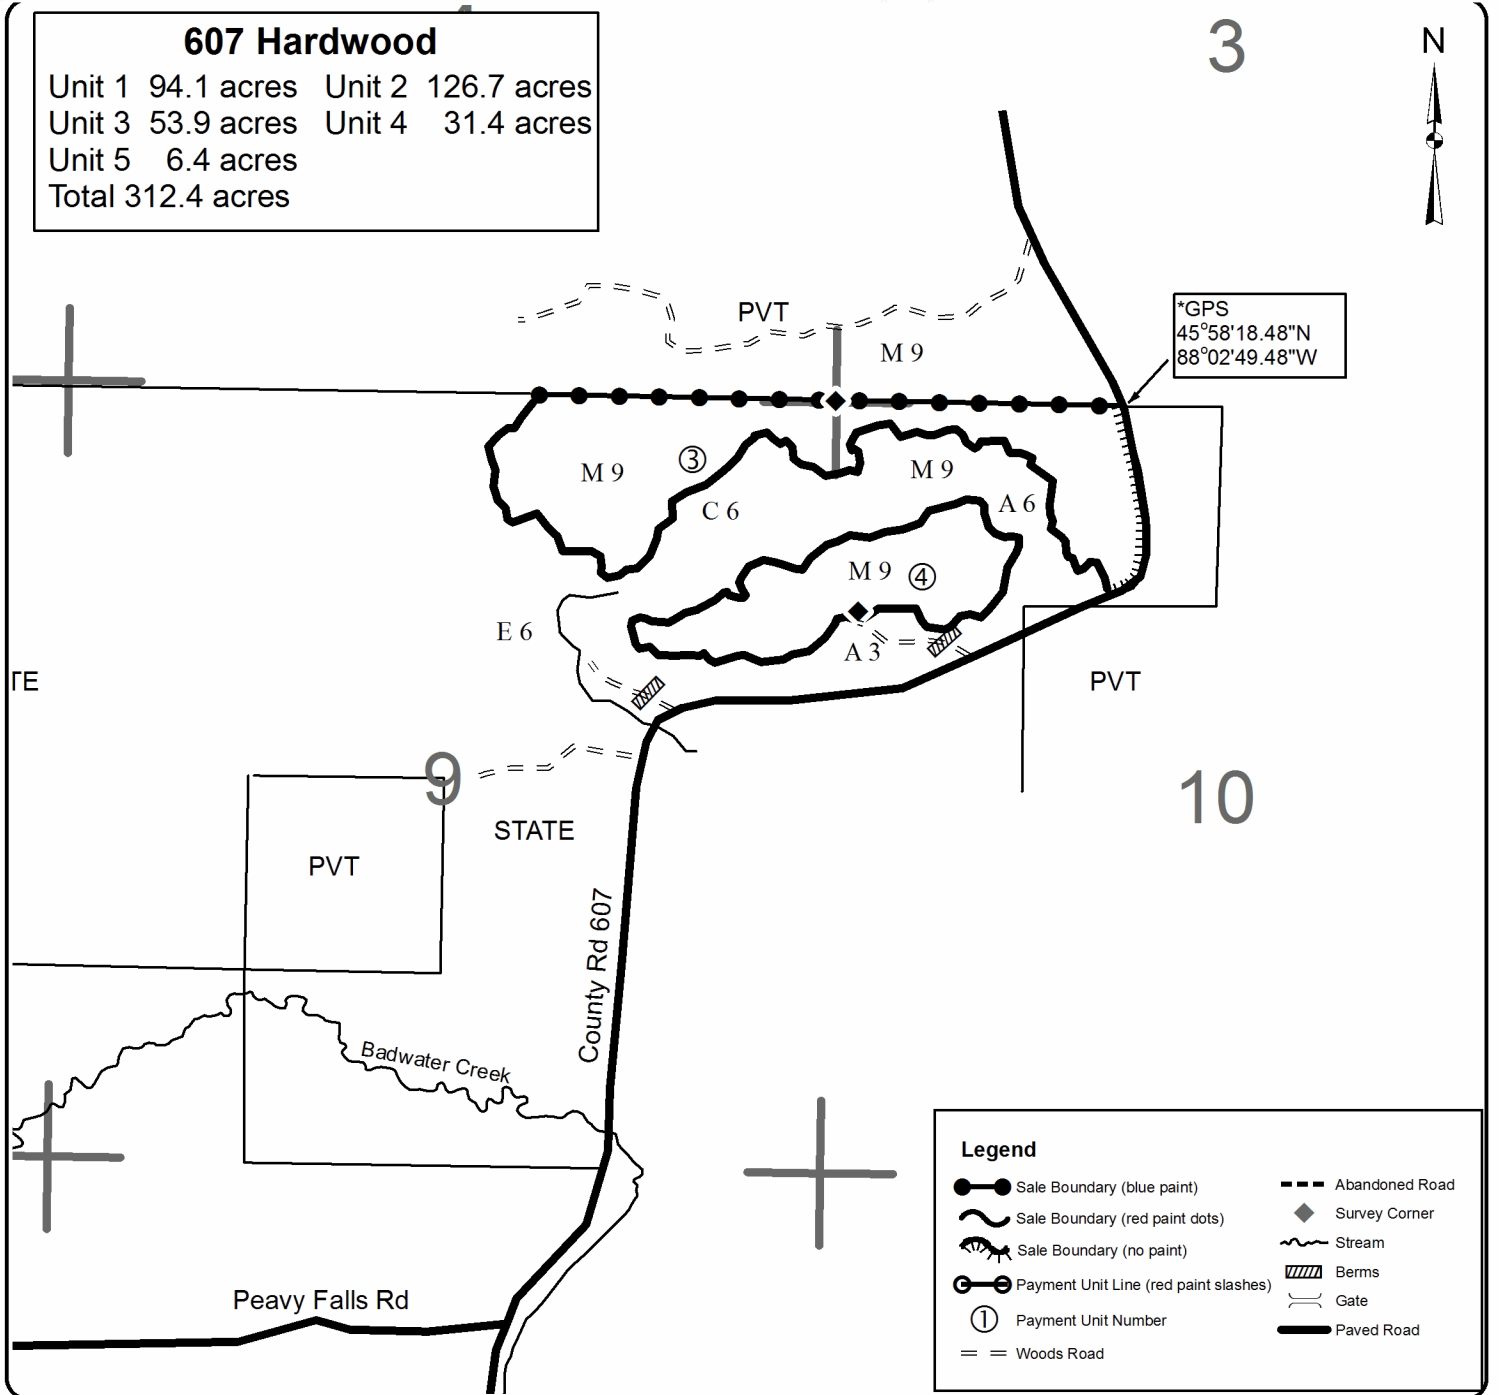 607 Hardwood
Unit 1 94.1 acres Unit 2 126.7 acres
Unit 3 53.9 acres Unit 4 31.4 acres
Unit 5 6.4 acres
Total 312.4 acres
3
N
*GPS
45°58'18.48"N
88°02'49.48"W
PVT
M 9
3
M 9
M 9
C 6
A 6
M 9
4
E 6
A 3
TE
PVT
9
10
STATE
PVT
County Rd 607
Badwater Creek
Peavy Falls Rd
Legend
Sale Boundary (blue paint)
Sale Boundary (red paint dots)
Sale Boundary (no paint)
Payment Unit Line (red paint slashes)
1 Payment Unit Number
Woods Road
Abandoned Road
Survey Corner
Stream
Berms
Gate
Paved Road